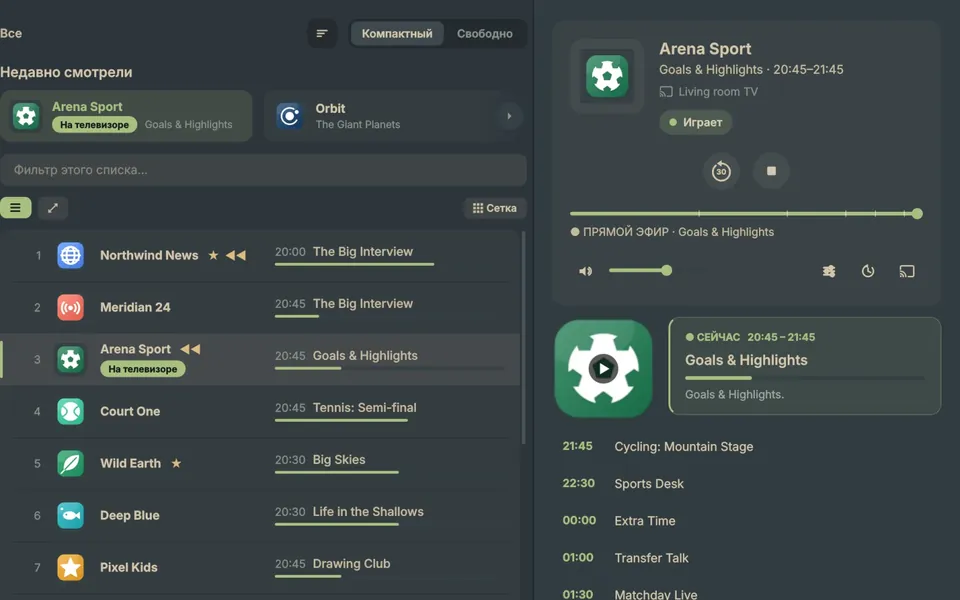 Все
Компактный
Свободно
Недавно смотрели
Arena Sport
На телевизоре
Goals & Highlights
Orbit
The Giant Planets
Фильтр этого списка...
Сетка
1 Northwind News 20:00 The Big Interview
2 Meridian 24 20:45 The Big Interview
3 Arena Sport 20:45 Goals & Highlights
На телевизоре
4 Court One 20:45 Tennis: Semi-final
5 Wild Earth 20:30 Big Skies
6 Deep Blue 20:30 Life in the Shallows
7 Pixel Kids 20:45 Drawing Club
Arena Sport
Goals & Highlights · 20:45–21:45
Living room TV
Играет
30
ПРЯМОЙ ЭФИР · Goals & Highlights
СЕЙЧАС 20:45 – 21:45
Goals & Highlights
Goals & Highlights.
21:45 Cycling: Mountain Stage
22:30 Sports Desk
00:00 Extra Time
01:00 Transfer Talk
01:30 Matchday Live